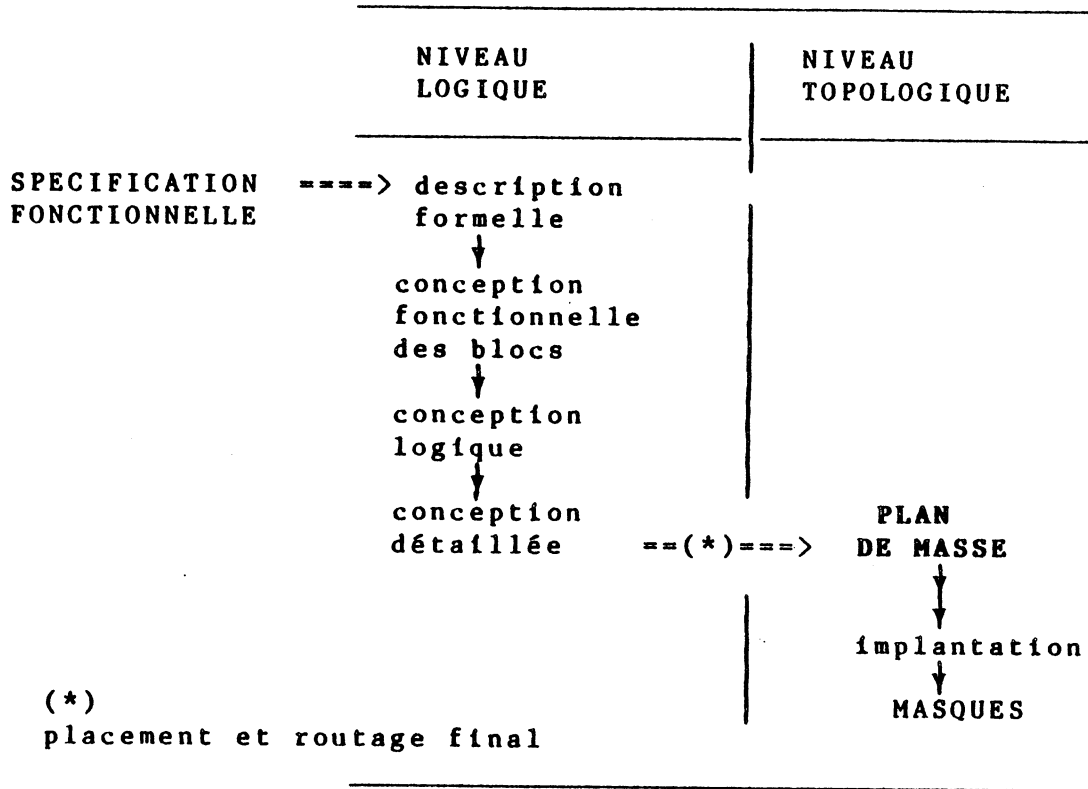 NIVEAU
LOGIQUE
NIVEAU
TOPOLOGIQUE
SPECIFICATION ====> description
FONCTIONNELLE formelle
conception
fonctionnelle
des blocs
conception
logique
conception
détaillée ==(*)===>
PLAN
DE MASSE
implantation
MASQUES
(*)
placement et routage final